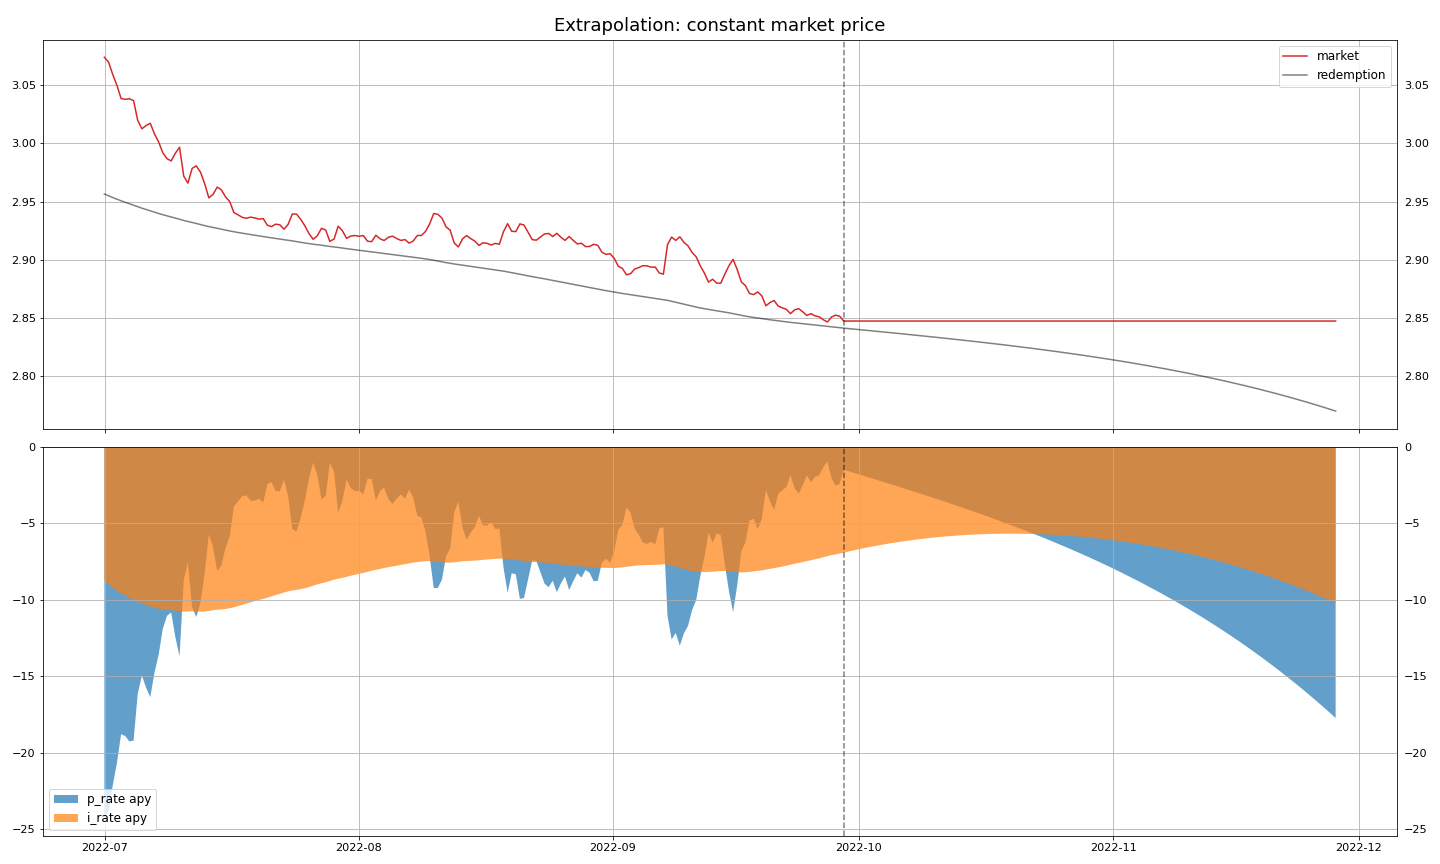 Extrapolation: constant market price
market
redemption
3.05 3.05
3.00 3.00
2.95 2.95
2.90 2.90
2.85 2.85
2.80 2.80
0 0
−5 −5
−10 −10
−15 −15
−20 −20
−25 −25
p_rate apy
i_rate apy
2022-07 2022-08 2022-09 2022-10 2022-11 2022-12